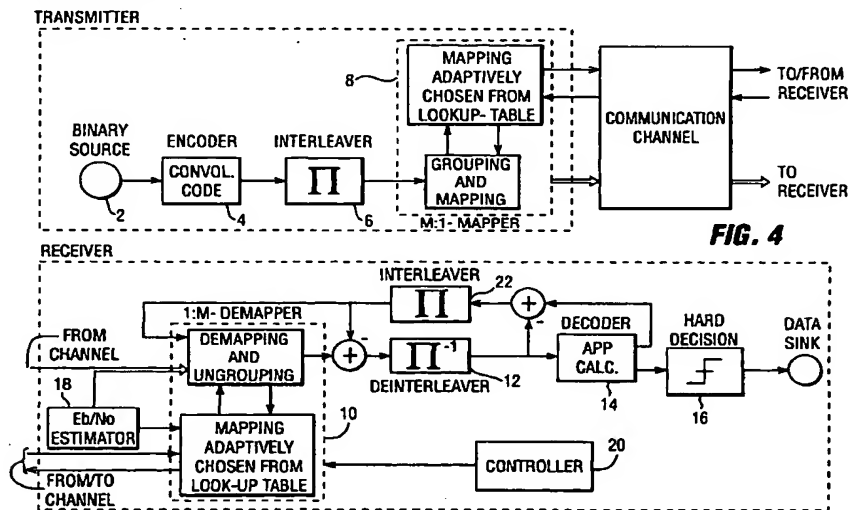 TRANSMITTER
8
MAPPING
ADAPTIVELY
CHOSEN FROM
LOOKUP- TABLE
COMMUNICATION
CHANNEL
TO/FROM
RECEIVER
BINARY
SOURCE
2
ENCODER
CONVOL.
CODE
4
INTERLEAVER
Π
6
GROUPING
AND
MAPPING
M:1- MAPPER
TO
RECEIVER
FIG. 4
RECEIVER
INTERLEAVER
Π
22
1:M- DEMAPPER
DEMAPPING
AND
UNGROUPING
FROM
CHANNEL
+
-
Π-1
DEINTERLEAVER
12
+
-
DECODER
APP
CALC.
14
HARD
DECISION
16
DATA
SINK
18
Eb/No
ESTIMATOR
MAPPING
ADAPTIVELY
CHOSEN FROM
LOOK-UP TABLE
10
CONTROLLER
20
FROM/TO
CHANNEL